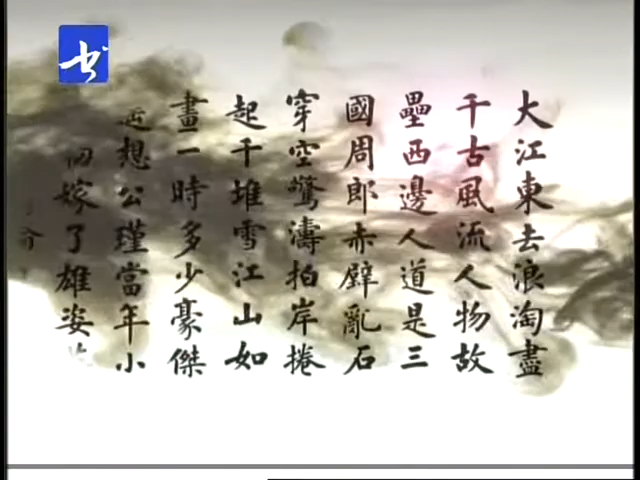 书
大江東去浪淘盡
千古風流人物故
壘西邊人道是三
國周郎赤壁亂石
穿空驚濤拍岸捲
起千堆雪江山如
畫一時多少豪傑
遥想公瑾當年小
嫁了雄姿